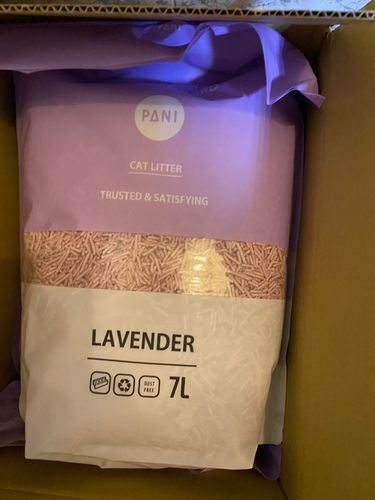 PANI
CAT LITTER
TRUSTED & SATISFYING
LAVENDER
DUST
FREE
7L